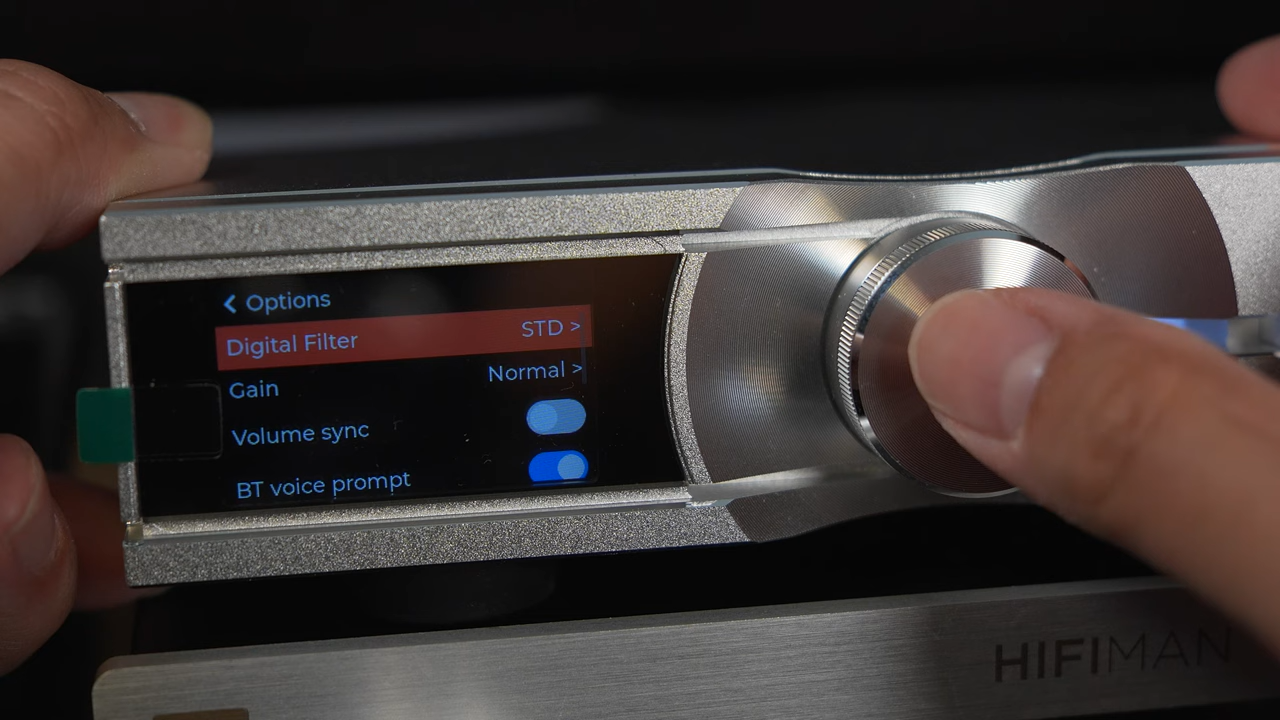 < Options
Digital Filter STD >
Gain Normal >
Volume sync
BT voice prompt
HIFIMAN